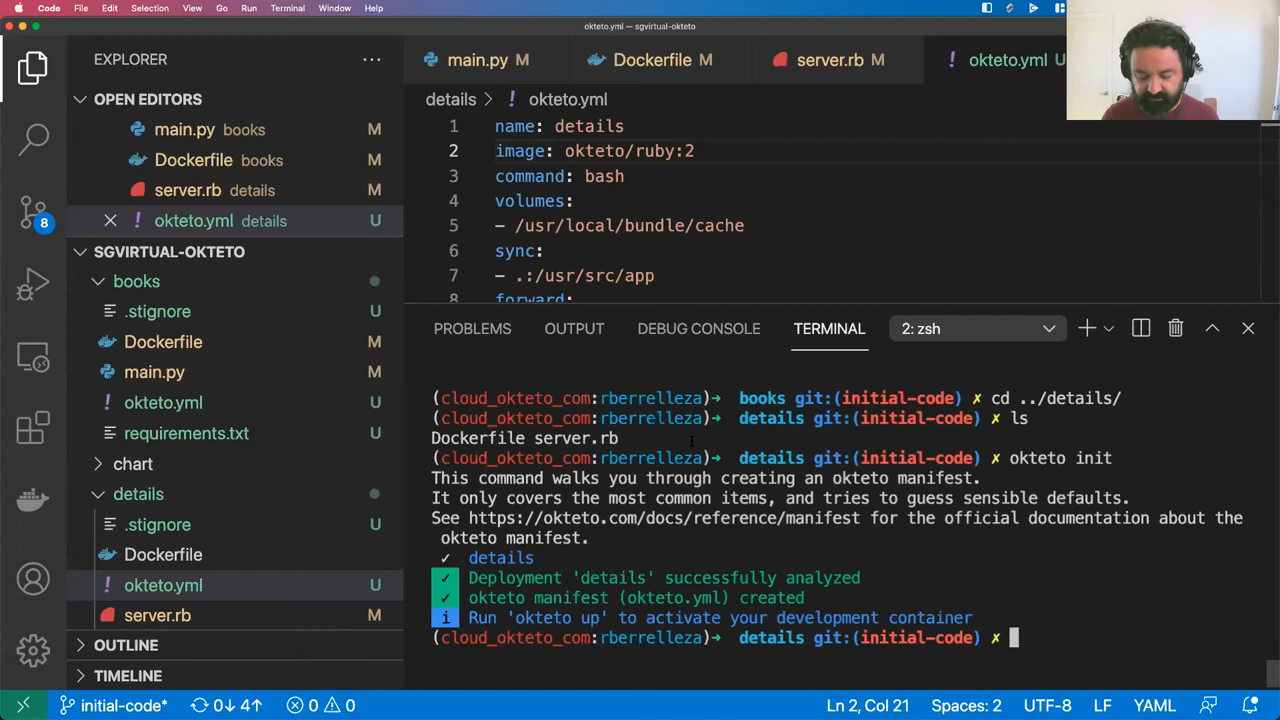 Code File Edit Selection View Go Run Terminal Window Help
okteto.yml — sgvirtual-okteto
EXPLORER
main.py M
Dockerfile M
server.rb M
okteto.yml U
OPEN EDITORS
main.py books M
Dockerfile books M
server.rb details M
okteto.yml details U
SGVIRTUAL-OKTETO
books
.stignore U
Dockerfile M
main.py M
okteto.yml U
requirements.txt U
chart
details
.stignore U
Dockerfile
okteto.yml U
server.rb M
OUTLINE
TIMELINE
8
details > okteto.yml
1 name: details
2 image: okteto/ruby:2
3 command: bash
4 volumes:
5 - /usr/local/bundle/cache
6 sync:
7 - .:/usr/src/app
8 forward:
PROBLEMS OUTPUT DEBUG CONSOLE TERMINAL 2: zsh
(cloud_okteto_com:rberrelleza)➜ books git:(initial-code) ✗ cd ../details/
(cloud_okteto_com:rberrelleza)➜ details git:(initial-code) ✗ ls
Dockerfile server.rb
(cloud_okteto_com:rberrelleza)➜ details git:(initial-code) ✗ okteto init
This command walks you through creating an okteto manifest.
It only covers the most common items, and tries to guess sensible defaults.
See https://okteto.com/docs/reference/manifest for the official documentation about the
okteto manifest.
✓ details
✓ Deployment 'details' successfully analyzed
✓ okteto manifest (okteto.yml) created
i Run 'okteto up' to activate your development container
(cloud_okteto_com:rberrelleza)➜ details git:(initial-code) ✗
initial-code* 0↓ 4↑ 0 0 Ln 2, Col 21 Spaces: 2 UTF-8 LF YAML